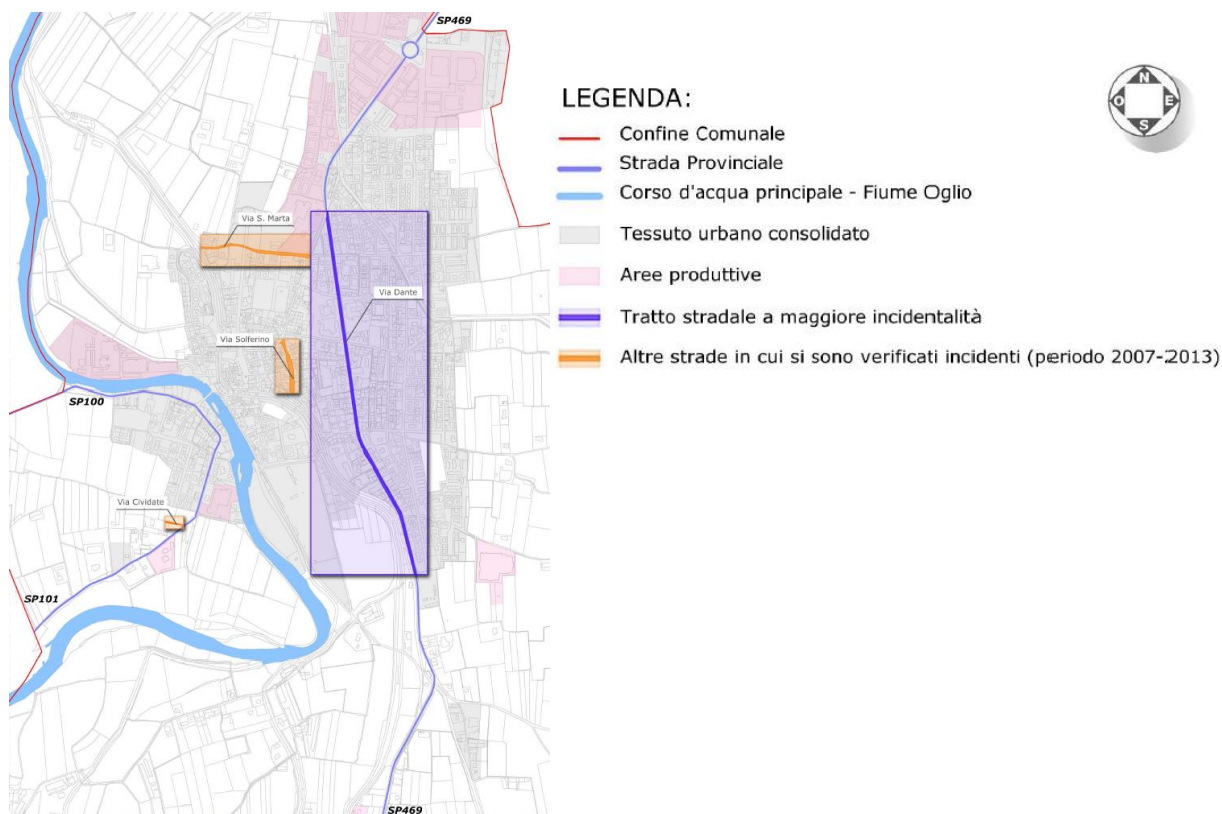 SP469
Via S. Marta
Via Dante
Via Solferino
SP100
Via Cividate
SP101
SP469
LEGENDA:
Confine Comunale
Strada Provinciale
Corso d'acqua principale - Fiume Oglio
Tessuto urbano consolidato
Aree produttive
Tratto stradale a maggiore incidentalità
Altre strade in cui si sono verificati incidenti (periodo 2007-2013)
N
O E
S